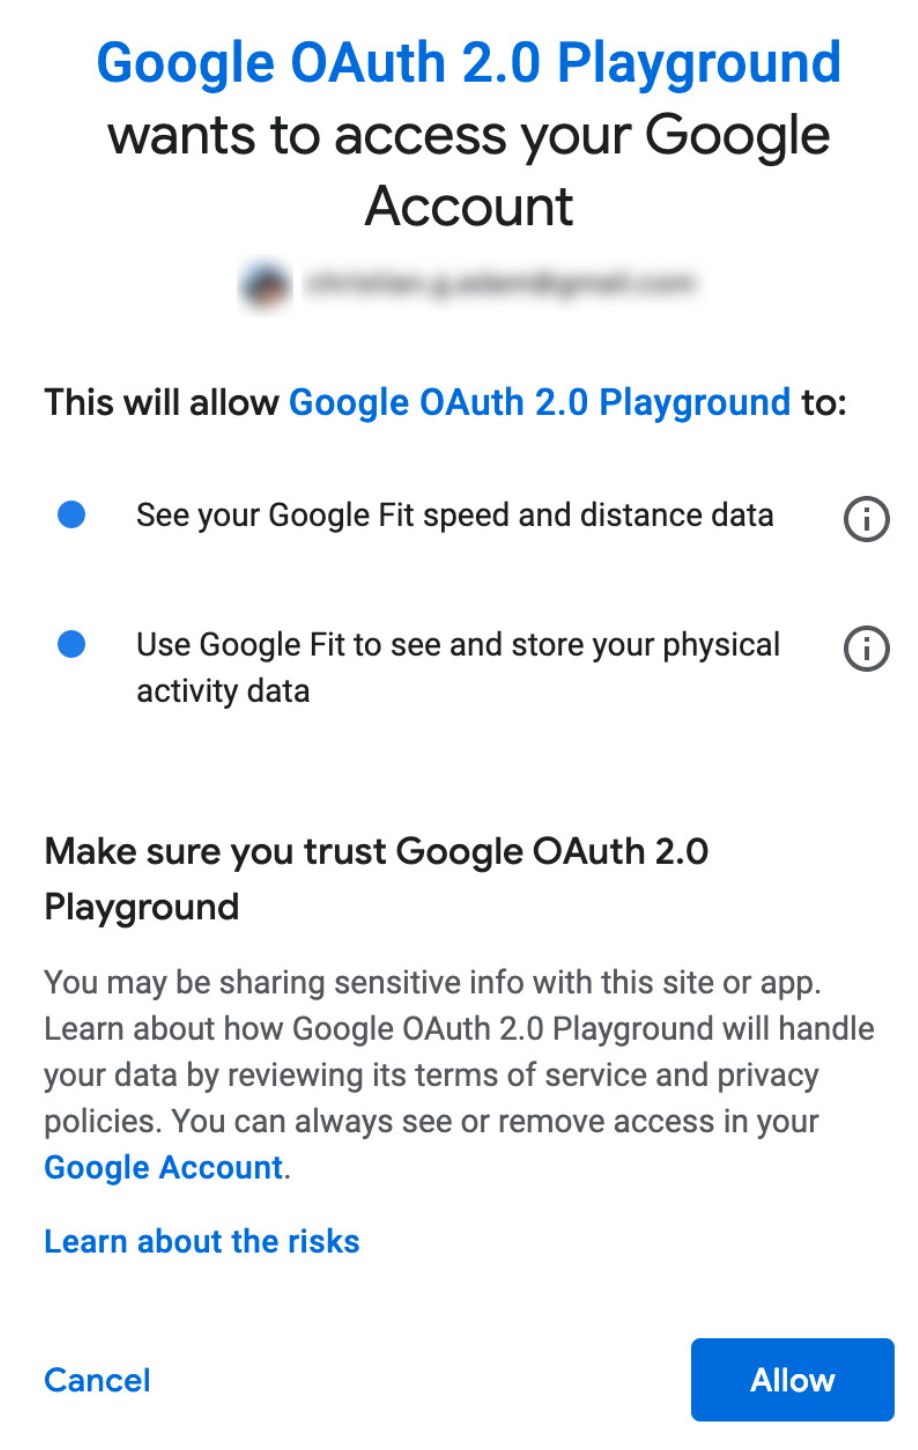 Google OAuth 2.0 Playground
wants to access your Google
Account
This will allow Google OAuth 2.0 Playground to:
See your Google Fit speed and distance data
Use Google Fit to see and store your physical
activity data
Make sure you trust Google OAuth 2.0
Playground
You may be sharing sensitive info with this site or app.
Learn about how Google OAuth 2.0 Playground will handle
your data by reviewing its terms of service and privacy
policies. You can always see or remove access in your
Google Account.
Learn about the risks
Cancel
Allow